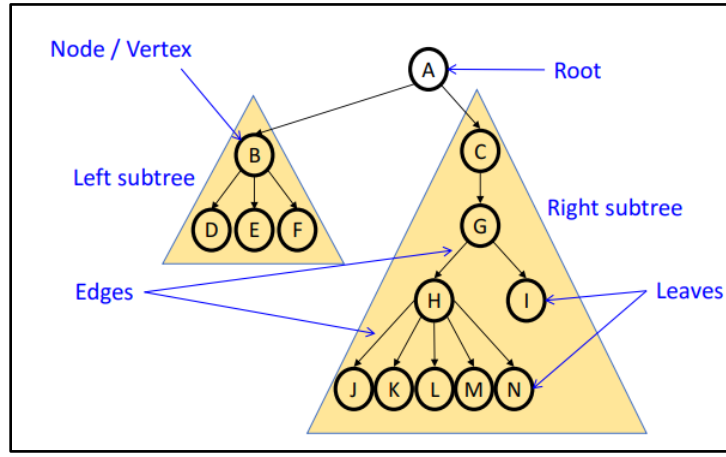 Node / Vertex
A
Root
B
C
Left subtree
D
E
F
G
Right subtree
Edges
H
I
Leaves
J
K
L
M
N